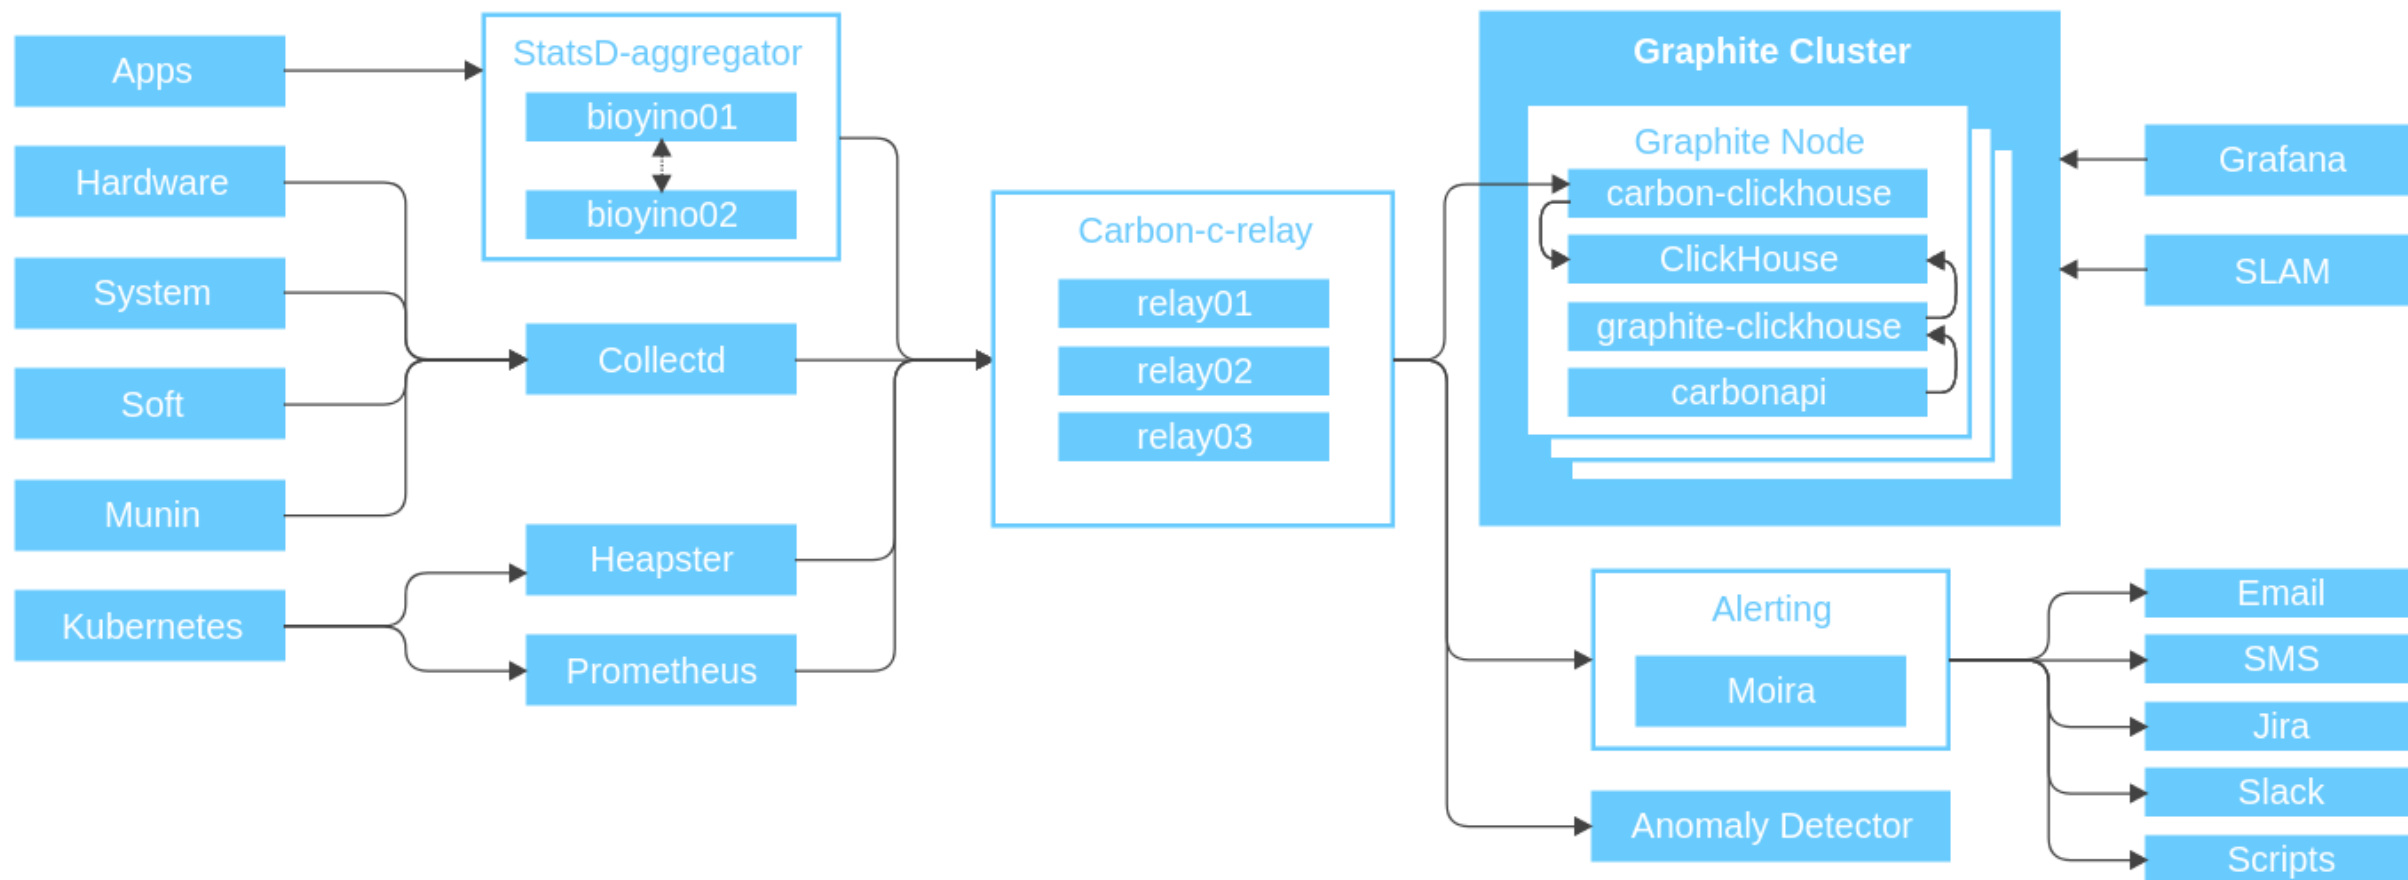 Apps
Hardware
System
Soft
Munin
Kubernetes
StatsD-aggregator
bioyino01
bioyino02
Collectd
Heapster
Prometheus
Carbon-c-relay
relay01
relay02
relay03
Graphite Cluster
Graphite Node
carbon-clickhouse
ClickHouse
graphite-clickhouse
carbonapi
Alerting
Moira
Anomaly Detector
Grafana
SLAM
Email
SMS
Jira
Slack
Scripts